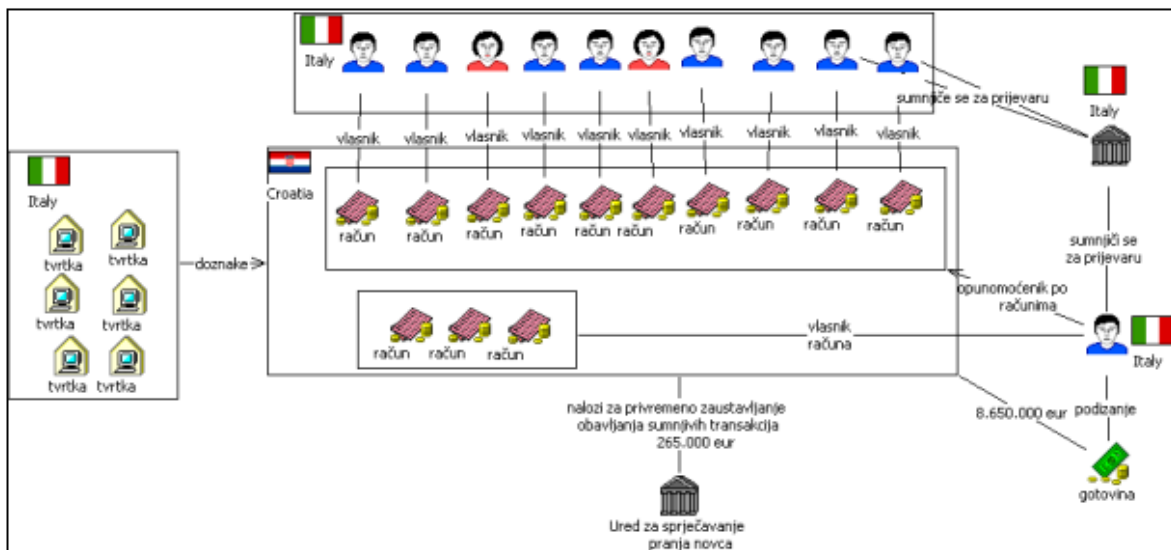 Italy
sumnjiče se za prijevaru
Italy
vlasnik vlasnik vlasnik vlasnik vlasnik vlasnik vlasnik vlasnik vlasnik vlasnik
Italy
Croatia
račun račun račun račun račun račun račun račun račun račun
tvrtka tvrtka
doznake
sumnjiči se
za prijevaru
tvrtka tvrtka
opunomoćenik po
računima
račun račun račun
vlasnik
računa
Italy
tvrtka tvrtka
nalozi za privremeno zaustavljanje
obavljanja sumnjivih transakcija
265.000 eur
8.650.000 eur
podizanje
gotovina
Ured za sprječavanje
pranja novca